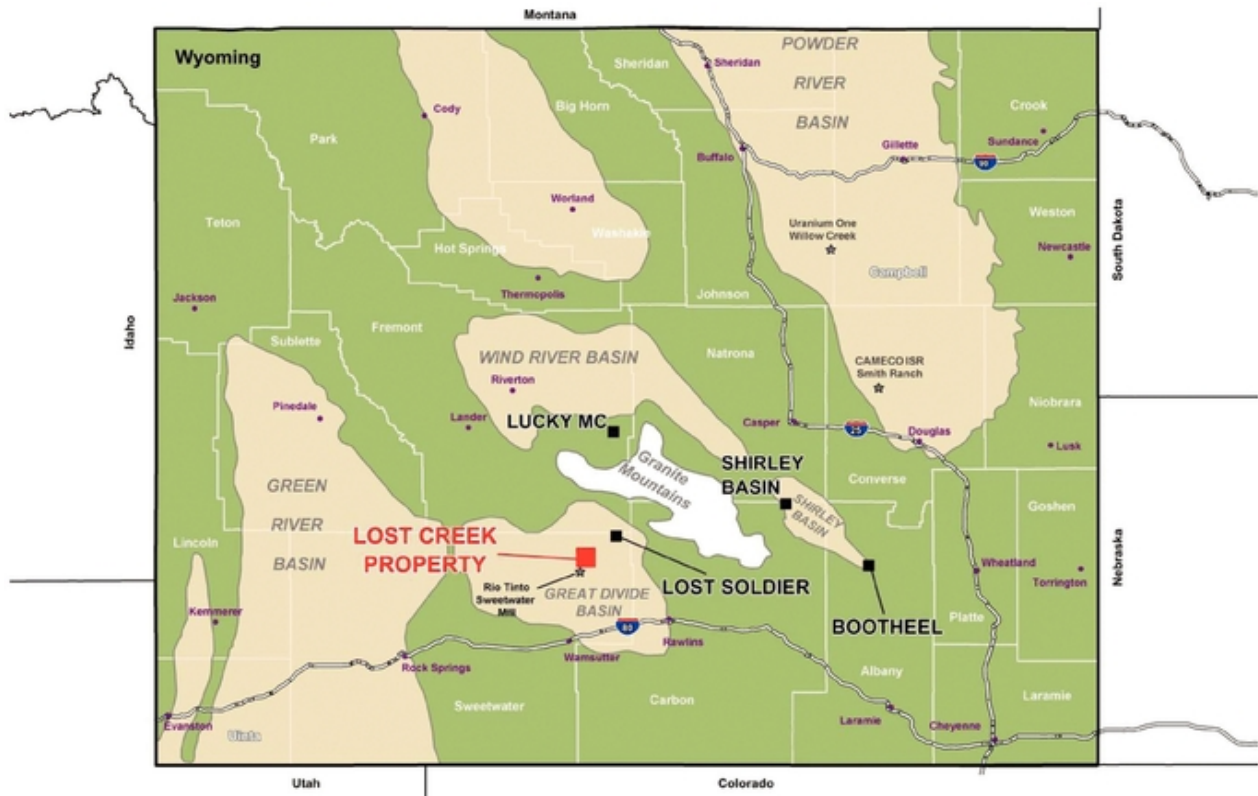 Montana
Wyoming
POWDER
RIVER
BASIN
Sheridan
Sheridan
Cody
Big Horn
Crook
Park
Sundance
Gillette
Buffalo
90
Worland
Weston
Teton
Uranium One
Willow Creek
Washakie
Hot Springs
Newcastle
Campbell
South Dakota
Thermopolis
Johnson
Jackson
Idaho
Fremont
Sublette
Natrona
WIND RIVER BASIN
CAMECO ISR
Smith Ranch
Riverton
Pinedale
Niobrara
Lander
LUCKY MC
Casper
25
Douglas
Lusk
Granite
Mountains
SHIRLEY
BASIN
Converse
GREEN
RIVER
BASIN
SHIRLEY
BASIN
Goshen
LOST CREEK
PROPERTY
Lincoln
Wheatland
Torrington
Nebraska
Rio Tinto
Sweetwater
Mill
LOST SOLDIER
GREAT DIVIDE
BASIN
Kemmerer
Platte
80
BOOTHEEL
Rawlins
Wamsutter
Rock Springs
Albany
Carbon
Sweetwater
Laramie
Laramie
Evanston
Cheyenne
Uinta
Utah
Colorado